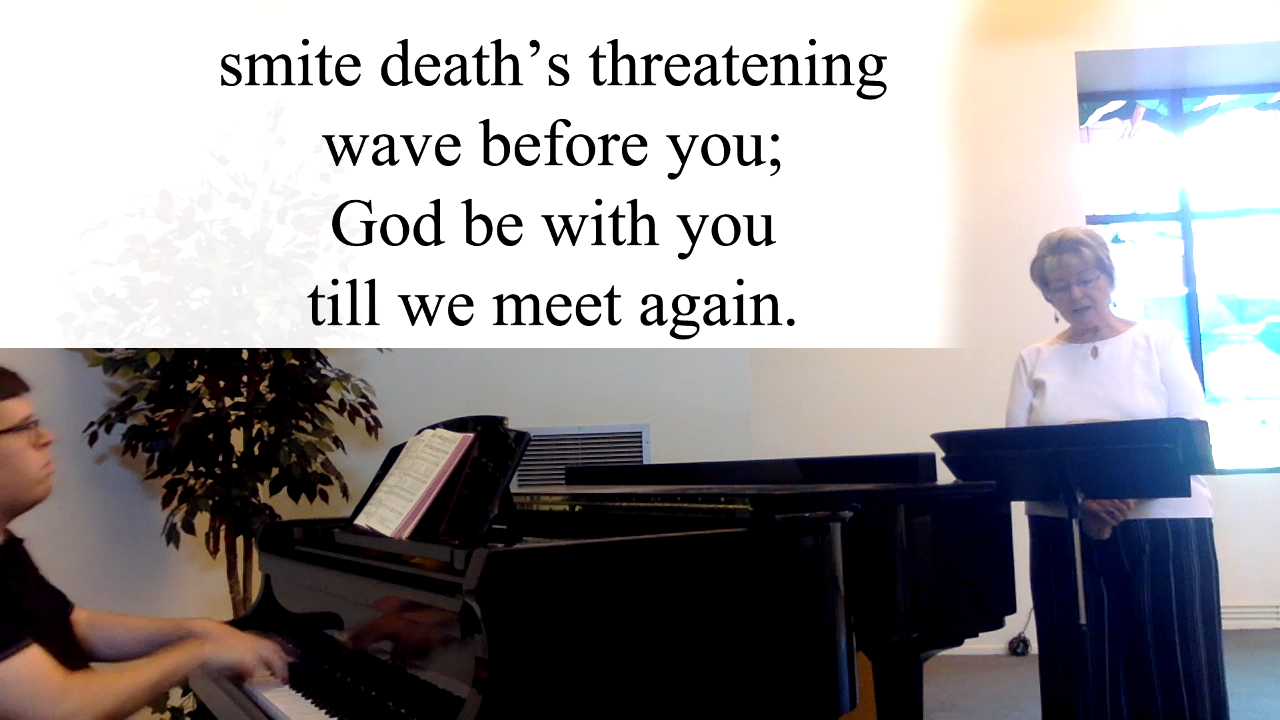 smite death’s threatening
wave before you;
God be with you
till we meet again.